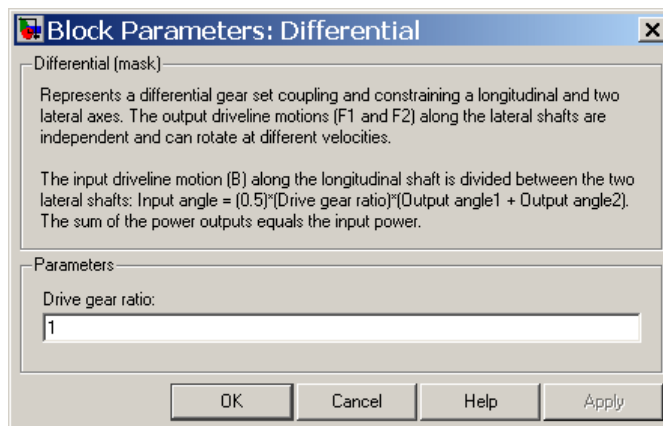 Block Parameters: Differential
Differential (mask)
Represents a differential gear set coupling and constraining a longitudinal and two
lateral axes. The output driveline motions (F1 and F2) along the lateral shafts are
independent and can rotate at different velocities.
The input driveline motion (B) along the longitudinal shaft is divided between the two
lateral shafts: Input angle = (0.5)*(Drive gear ratio)*(Output angle1 + Output angle2).
The sum of the power outputs equals the input power.
Parameters
Drive gear ratio:
1
OK Cancel Help Apply